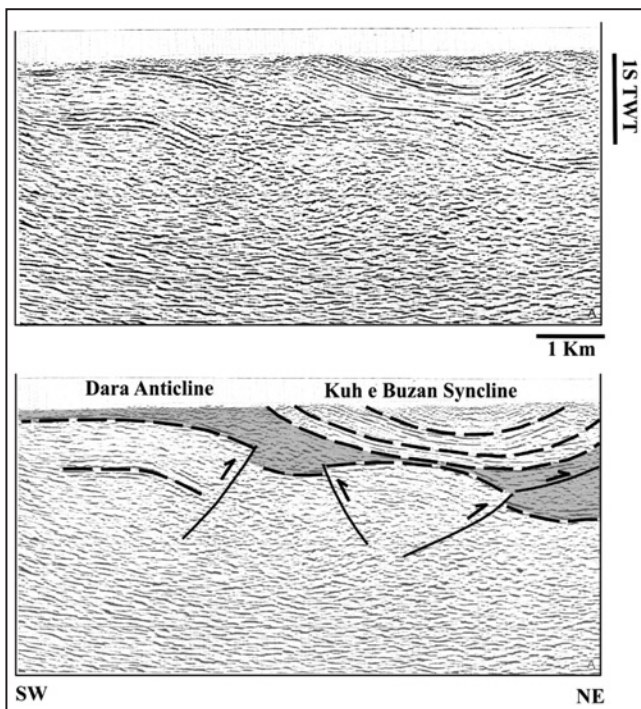 1S TWT
A
1 Km
Dara Anticline
Kuh e Buzan Syncline
A
SW
NE